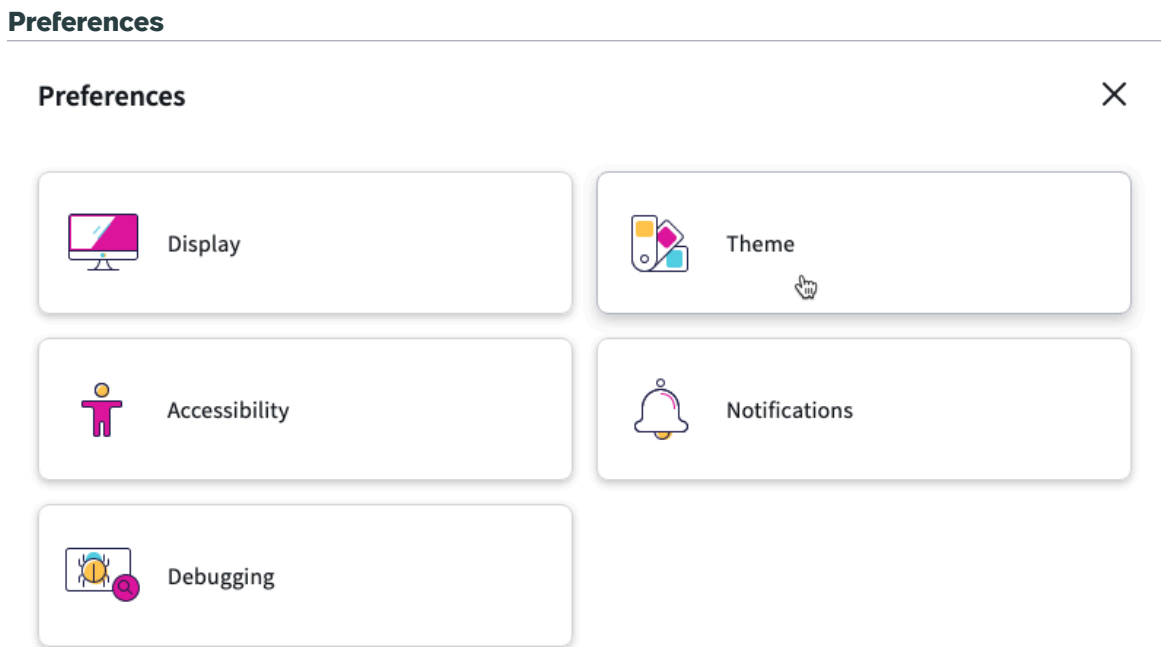 Preferences
Preferences
Display
Theme
Accessibility
Notifications
Debugging